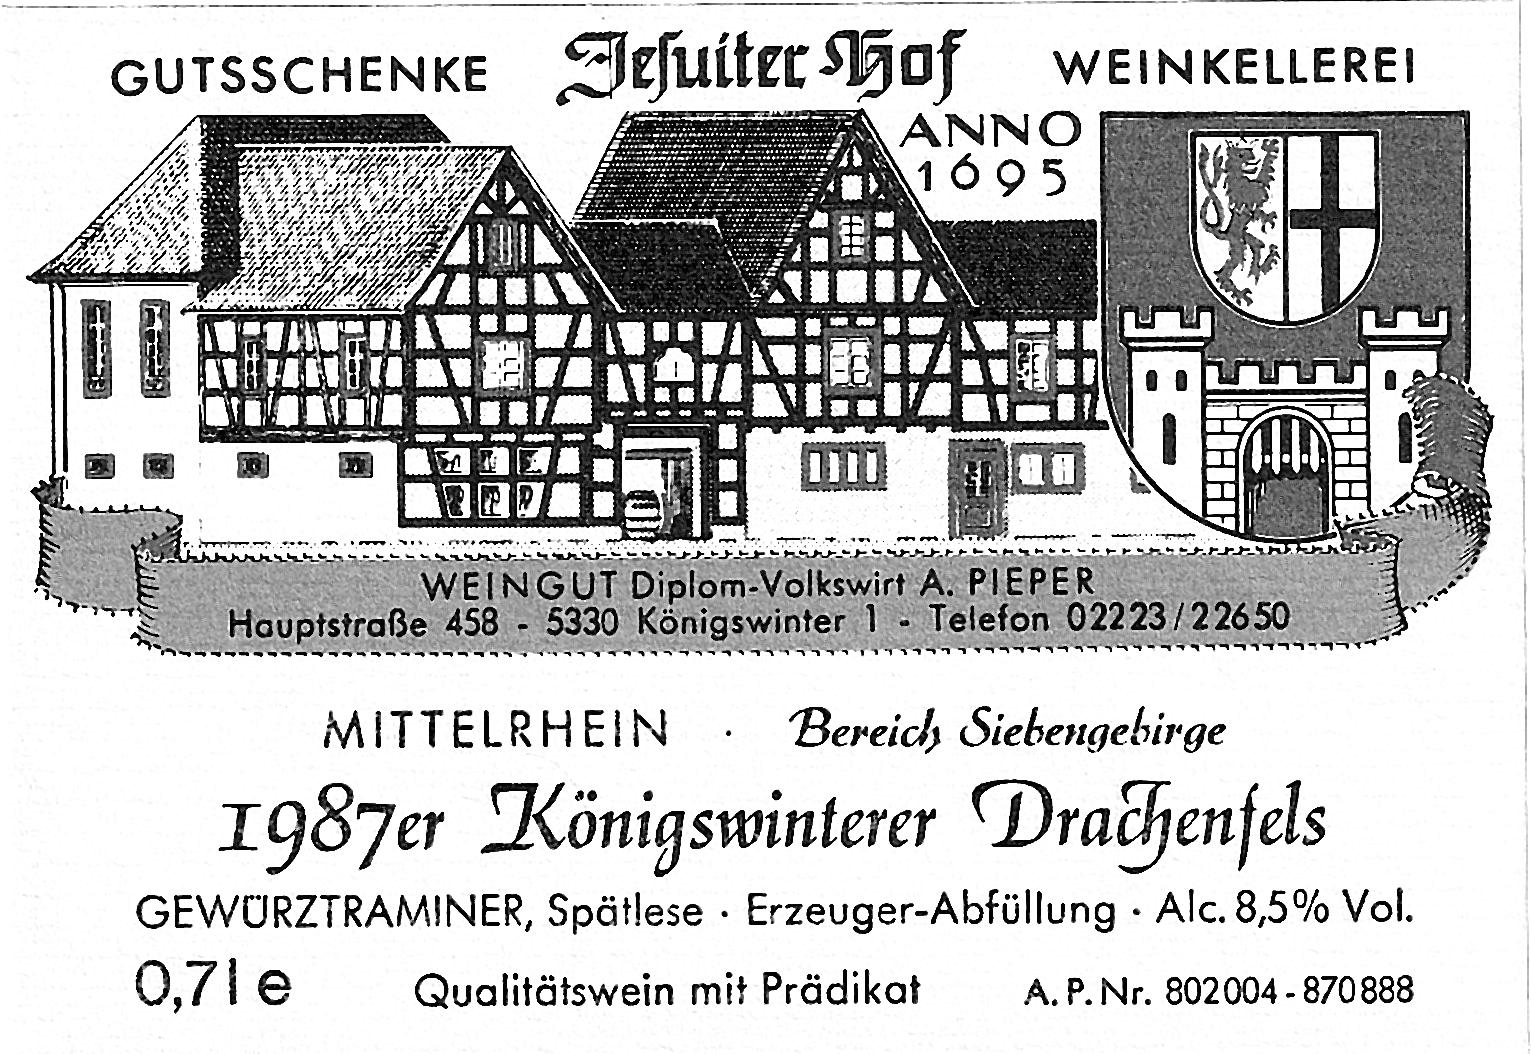 GUTSSCHENKE Jesuiter Hof WEINKELLEREI
ANNO
1695
WEINGUT Diplom-Volkswirt A. PIEPER
Hauptstraße 458 - 5330 Königswinter 1 - Telefon 02223/22650
MITTELRHEIN · Bereich Siebengebirge
1987er Königswinterer Drachenfels
GEWÜRZTRAMINER, Spätlese · Erzeuger-Abfüllung · Alc. 8,5% Vol.
0,7l e Qualitätswein mit Prädikat A.P.Nr. 802004-870888